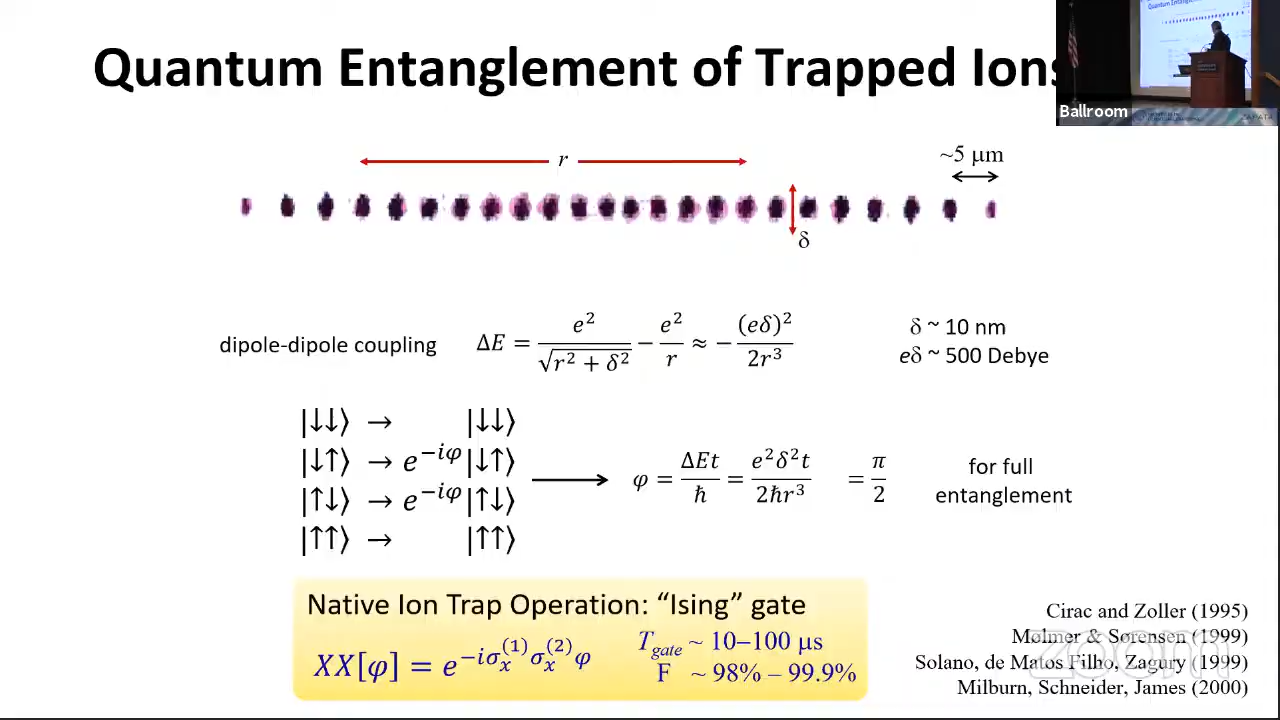 Quantum Entanglement of Trapped Ions
Ballroom
r
~5 μm
δ
dipole-dipole coupling
ΔE = e² / √(r² + δ²) − e² / r ≈ − (eδ)² / 2r³
δ ~ 10 nm
eδ ~ 500 Debye
|↓↓⟩ → |↓↓⟩
|↓↑⟩ → e^{−iφ}|↓↑⟩
|↑↓⟩ → e^{−iφ}|↑↓⟩
|↑↑⟩ → |↑↑⟩
φ = ΔEt / ħ = e²δ²t / 2ħr³ = π / 2
for full
entanglement
Native Ion Trap Operation: “Ising” gate
XX[φ] = e^{−iσ_x^{(1)}σ_x^{(2)}φ}
T_gate ~ 10–100 μs
F ~ 98% – 99.9%
Cirac and Zoller (1995)
Mølmer & Sørensen (1999)
Solano, de Matos Filho, Zagury (1999)
Milburn, Schneider, James (2000)
zoom